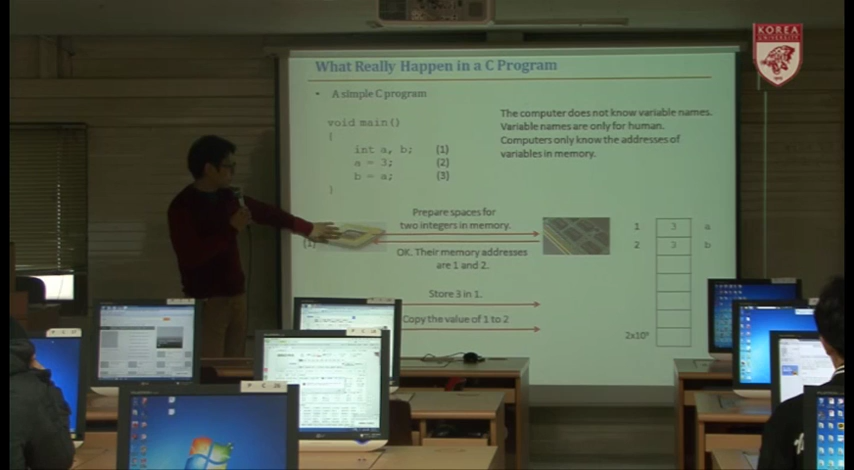 KOREA
UNIVERSITY
What Really Happen in a C Program
• A simple C program
void main()
{
int a, b; (1)
a = 3; (2)
b = a; (3)
}
The computer does not know variable names.
Variable names are only for human.
Computers only know the addresses of
variables in memory.
Prepare spaces for
two integers in memory.
(1)
OK. Their memory addresses
are 1 and 2.
Store 3 in 1.
Copy the value of 1 to 2
1 3 a
2 3 b
2x10⁹